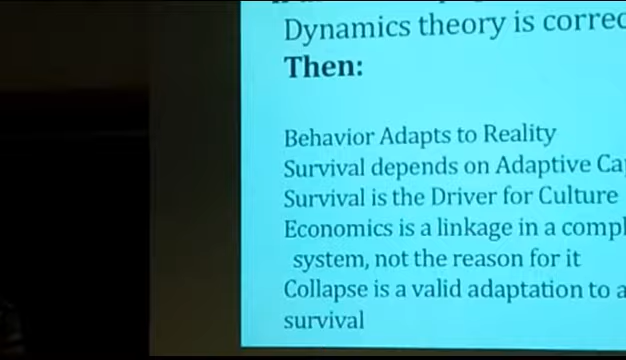 Dynamics theory is correc
Then:
Behavior Adapts to Reality
Survival depends on Adaptive Ca
Survival is the Driver for Culture
Economics is a linkage in a compl
system, not the reason for it
Collapse is a valid adaptation to a
survival